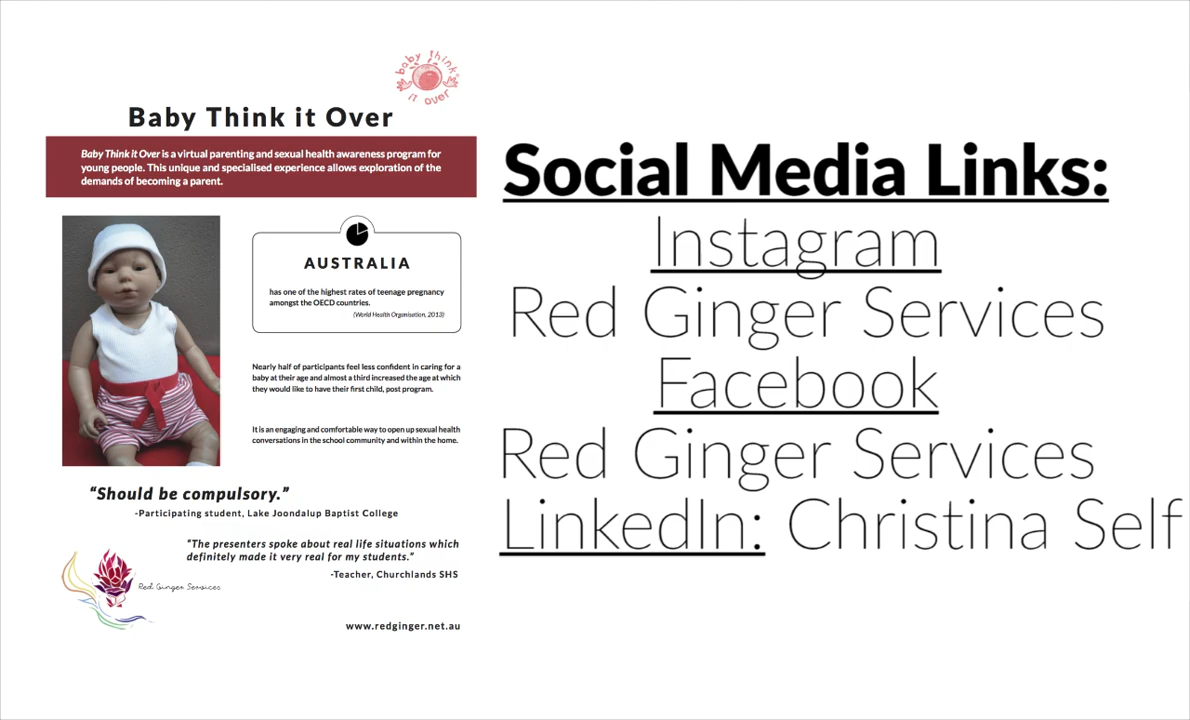 baby think
it over
Baby Think it Over
Baby Think it Over is a virtual parenting and sexual health awareness program for
young people. This unique and specialised experience allows exploration of the
demands of becoming a parent.
AUSTRALIA
has one of the highest rates of teenage pregnancy
amongst the OECD countries.
(World Health Organisation, 2013)
Nearly half of participants feel less confident in caring for a
baby at their age and almost a third increased the age at which
they would like to have their first child, post program.
It is an engaging and comfortable way to open up sexual health
conversations in the school community and within the home.
“Should be compulsory.”
-Participating student, Lake Joondalup Baptist College
“The presenters spoke about real life situations which
definitely made it very real for my students.”
-Teacher, Churchlands SHS
Red Ginger Services
www.redginger.net.au
Social Media Links:
Instagram
Red Ginger Services
Facebook
Red Ginger Services
LinkedIn: Christina Self